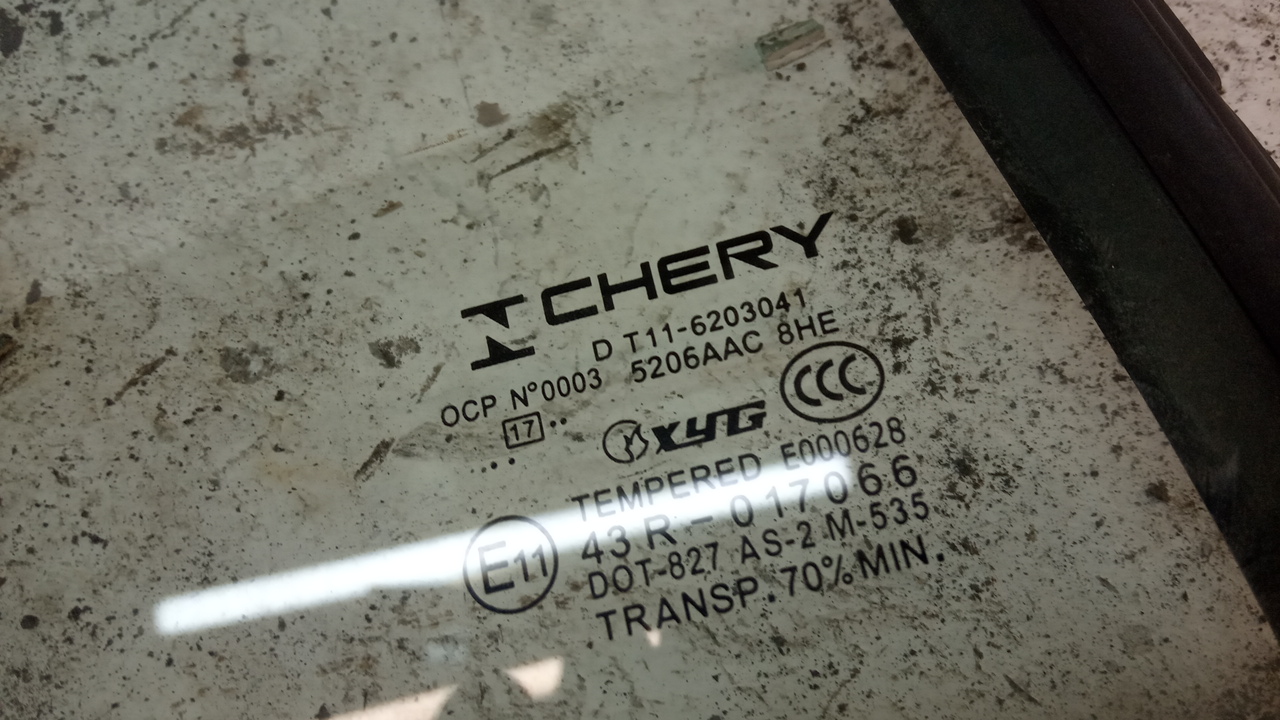 CHERY
D T11-6203041
OCP N°0003 5206AAC 8HE
17 ..
....
XYG CCC
TEMPERED E000628
E11 43R-017066
DOT-827 AS-2 M-535
TRANSP.70%MIN.